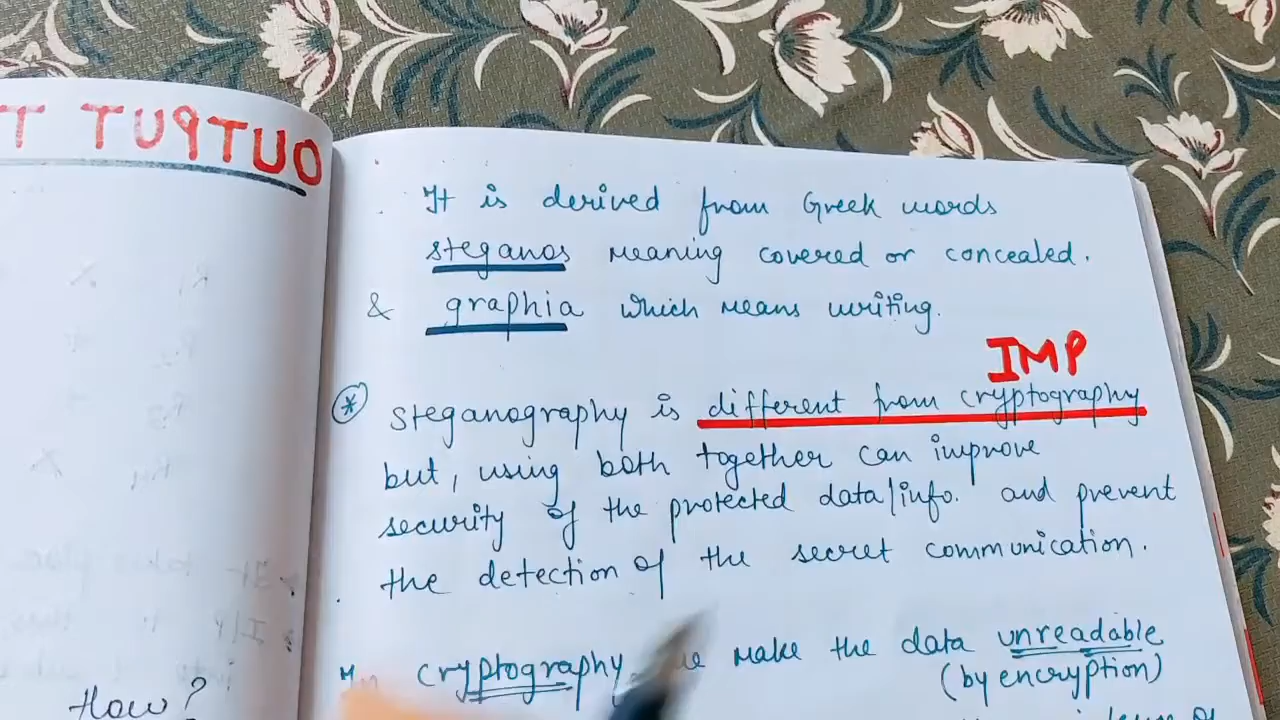 OUTPUT T
How?
It is derived from Greek words
steganos meaning covered or concealed.
& graphia which means writing.
IMP
* Steganography is different from cryptography
but, using both together can improve
security of the protected data/info. and prevent
the detection of the secret communication.
In cryptography, we make the data unreadable
(by encryption)